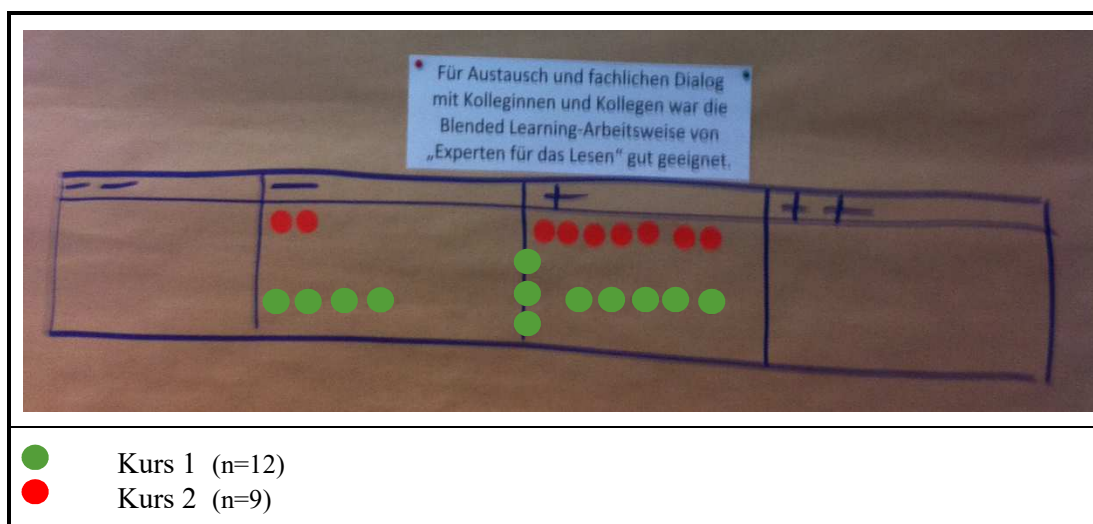 Für Austausch und fachlichen Dialog
mit Kolleginnen und Kollegen war die
Blended Learning-Arbeitsweise von
„Experten für das Lesen“ gut geeignet.
– – – + + +
Kurs 1 (n=12)
Kurs 2 (n=9)